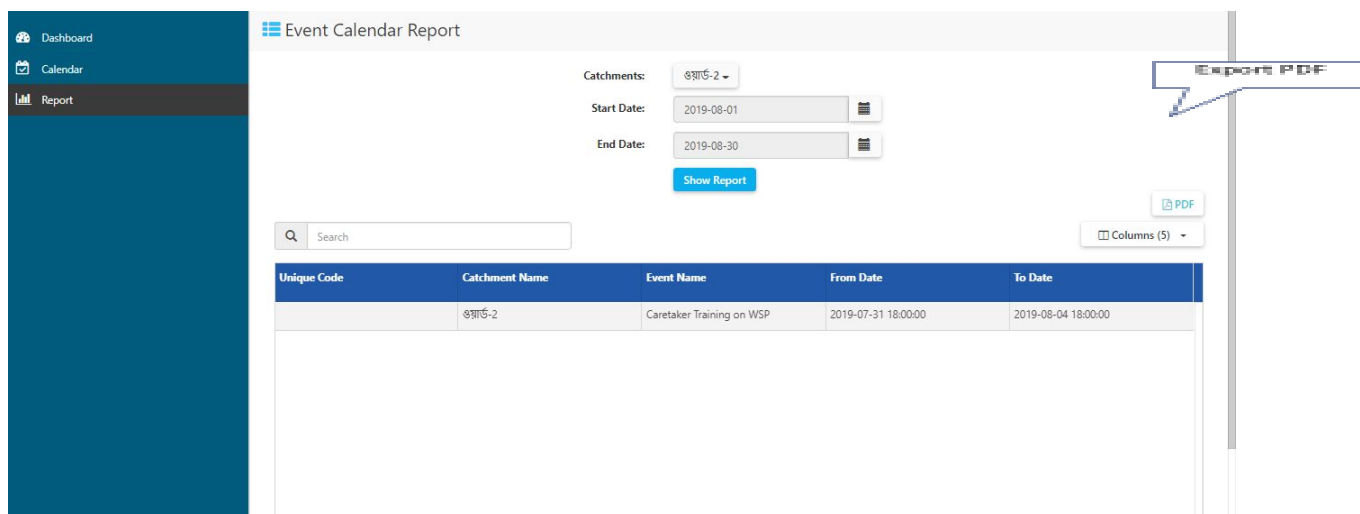 Dashboard
Calendar
Report
Event Calendar Report
Catchments: ওয়ার্ড-2
Start Date: 2019-08-01
End Date: 2019-08-30
Show Report
Export PDF
PDF
Search
Columns (5)
Unique Code Catchment Name Event Name From Date To Date
ওয়ার্ড-2 Caretaker Training on WSP 2019-07-31 18:00:00 2019-08-04 18:00:00